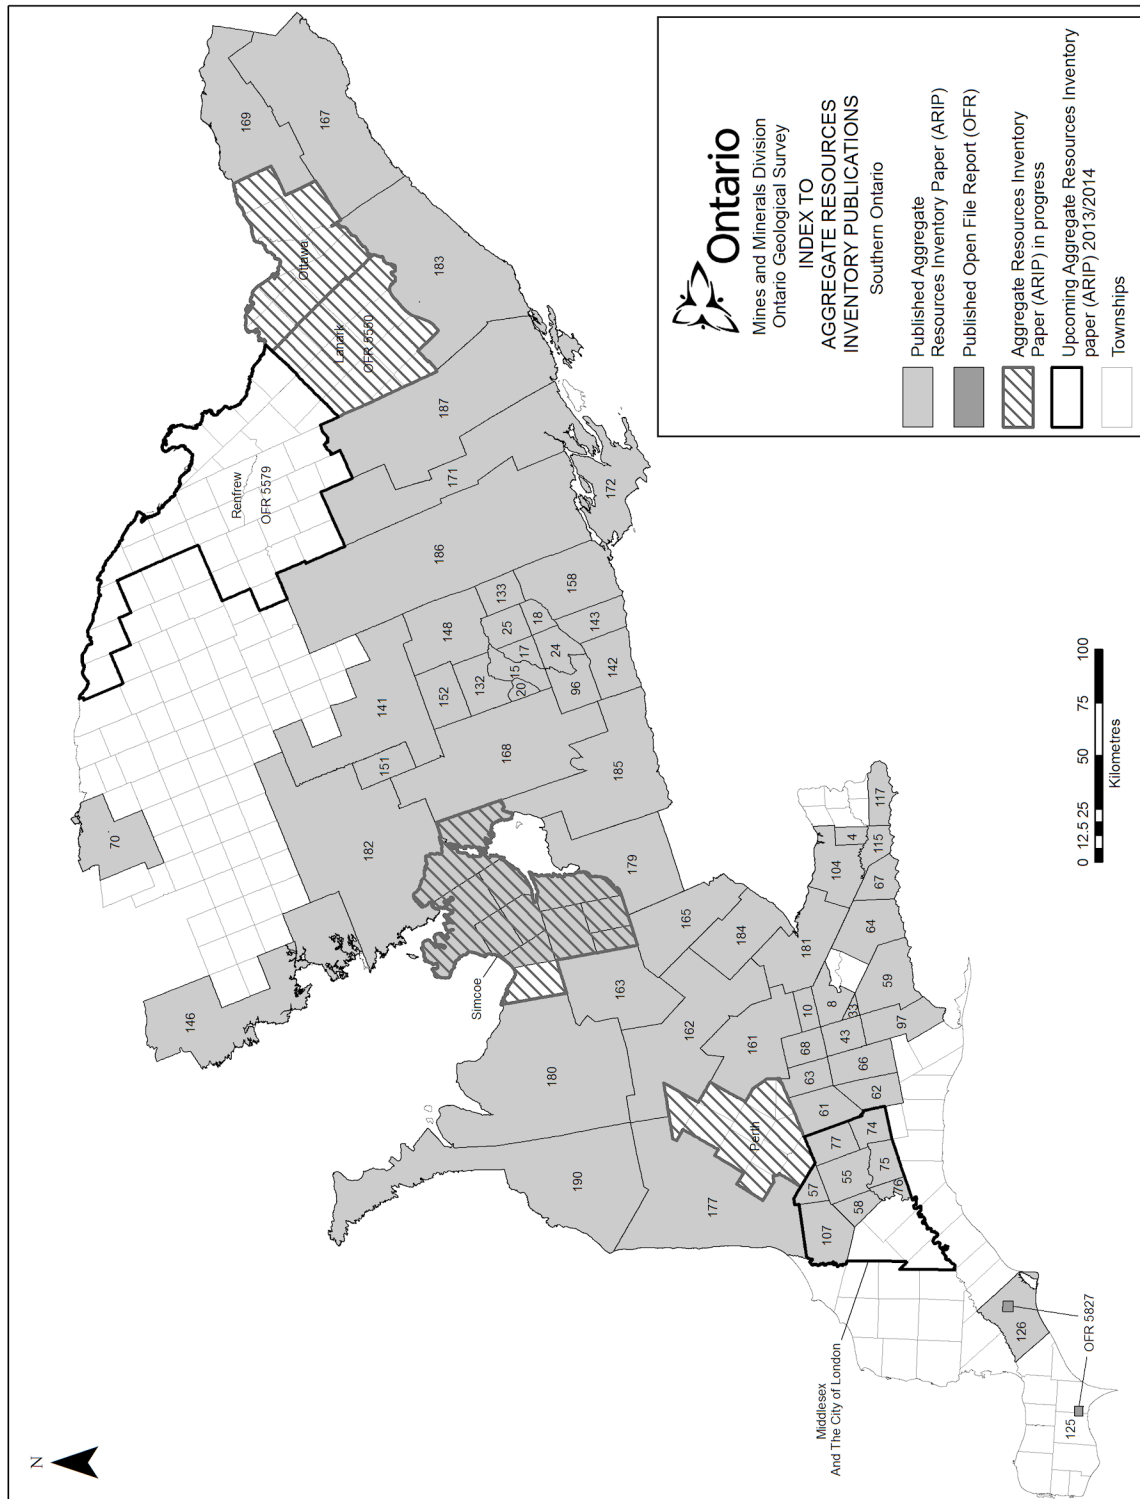 N
Ontario
Mines and Minerals Division
Ontario Geological Survey
INDEX TO
AGGREGATE RESOURCES
INVENTORY PUBLICATIONS
Southern Ontario
Published Aggregate
Resources Inventory Paper (ARIP)
Published Open File Report (OFR)
Aggregate Resources Inventory
Paper (ARIP) in progress
Upcoming Aggregate Resources Inventory
paper (ARIP) 2013/2014
Townships
169
167
Ottawa
Lanark
OFR 5550
183
187
Renfrew
OFR 5579
171
172
186
133
158
148
25
18
143
17
24
15
20
132
152
141
96
142
151
168
185
70
182
179
146
Simcoe
163
165
184
181
104
4
115
117
67
64
59
162
161
10
8
33
68
43
97
63
66
61
62
180
190
177
Perth
77
74
57
55
75
76
58
107
Middlesex
And The City of London
126
125
OFR 5827
0 12.5 25 50 75 100
Kilometres